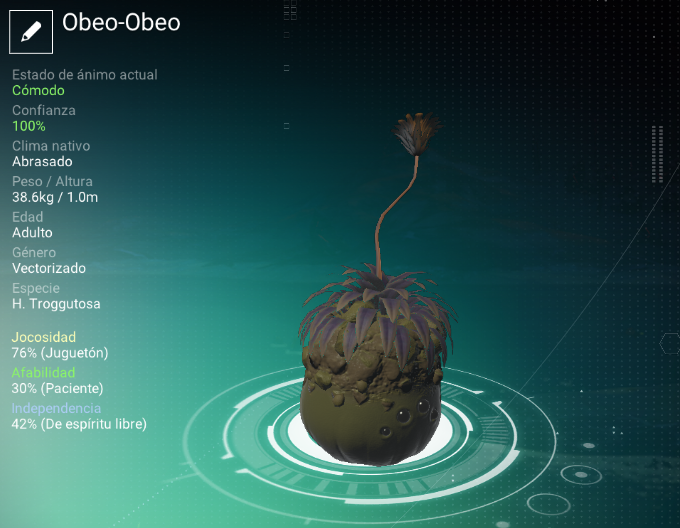 Obeo-Obeo
Estado de ánimo actual
Cómodo
Confianza
100%
Clima nativo
Abrasado
Peso / Altura
38.6kg / 1.0m
Edad
Adulto
Género
Vectorizado
Especie
H. Troggutosa
Jocosidad
76% (Juguetón)
Afabilidad
30% (Paciente)
Independencia
42% (De espíritu libre)